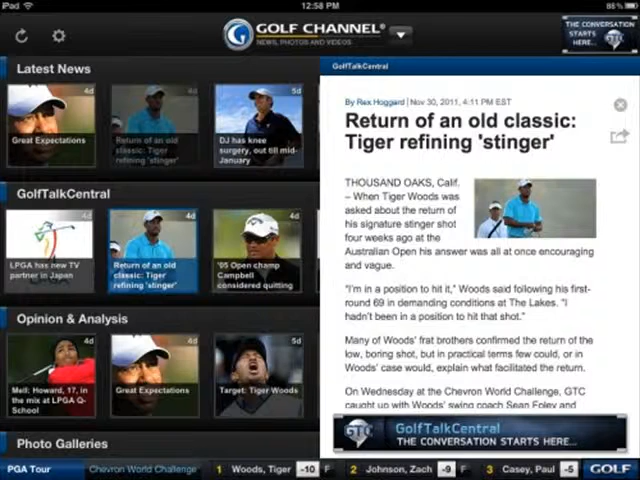 iPad
12:58 PM
88%
GOLF CHANNEL®
NEWS, PHOTOS AND VIDEOS
THE CONVERSATION
STARTS
HERE...
GTC
Latest News
4d
Great Expectations
4d
Return of an old
classic: Tiger
refining 'stinger'
5d
DJ has knee
surgery, out till mid-
January
GolfTalkCentral
4d
LPGA has new TV
partner in Japan
4d
Return of an old
classic: Tiger
refining 'stinger'
4d
'05 Open champ
Campbell
considered quitting
Opinion & Analysis
4d
Mell: Howard, 17, in
the mix at LPGA Q-
School
4d
Great Expectations
5d
Target: Tiger Woods
Photo Galleries
GolfTalkCentral
By Rex Hoggard | Nov 30, 2011, 4:11 PM EST
Return of an old classic:
Tiger refining 'stinger'
THOUSAND OAKS, Calif.
– When Tiger Woods was
asked about the return of
his signature stinger shot
four weeks ago at the
Australian Open his answer was all at once encouraging
and vague.
"I'm in a position to hit it," Woods said following his first-
round 69 in demanding conditions at The Lakes. "I
hadn't been in a position to hit that shot."
Many of Woods' frat brothers confirmed the return of the
low, boring shot, but in practical terms few could, or in
Woods' case would, explain what facilitated the return.
On Wednesday at the Chevron World Challenge, GTC
caught up with Woods' swing coach Sean Foley and
GTC
GolfTalkCentral
THE CONVERSATION STARTS HERE...
PGA Tour Chevron World Challenge 1 Woods, Tiger -10 F 2 Johnson, Zach -9 F 3 Casey, Paul -5 GOLF